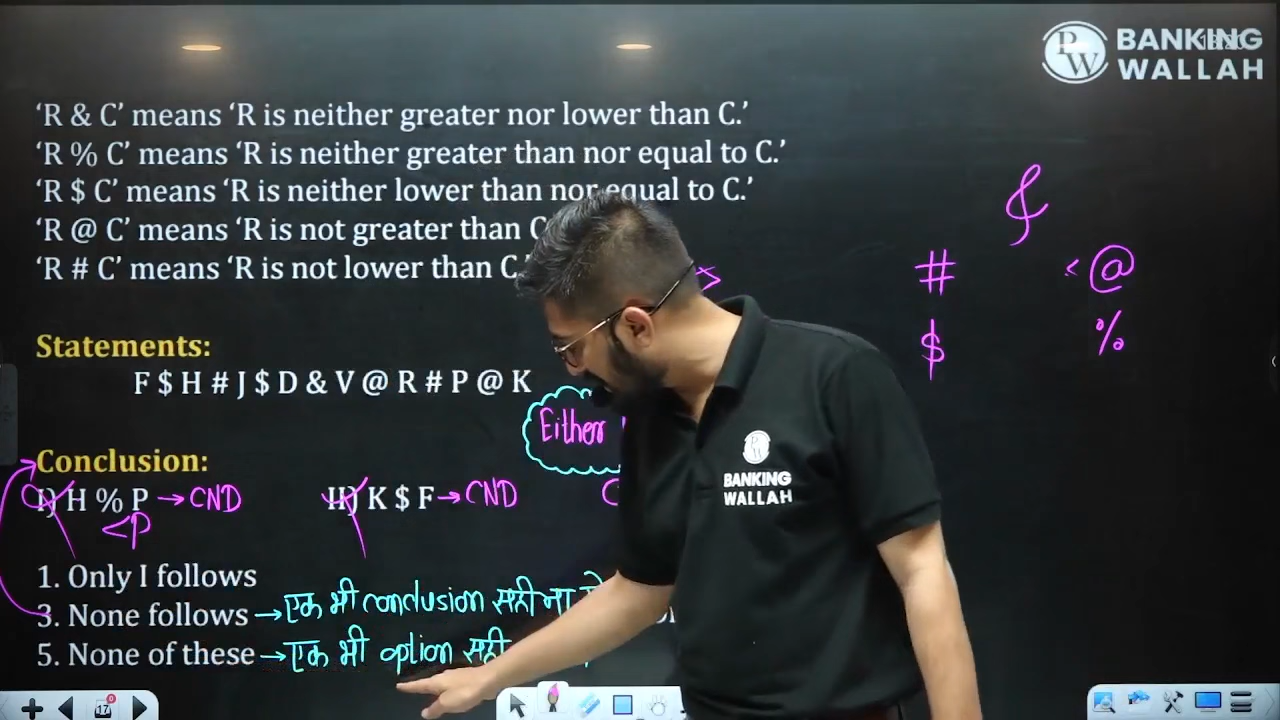 BANKING
WALLAH
PW
'R & C' means 'R is neither greater nor lower than C.'
'R % C' means 'R is neither greater than nor equal to C.'
'R $ C' means 'R is neither lower than nor equal to C.'
'R @ C' means 'R is not greater than C
'R # C' means 'R is not lower than C.'
&
# < @
$ %
Statements:
F $ H # J $ D & V @ R # P @ K
Either
Conclusion:
I) H % P → CND II) K $ F → CND
< P
PW
BANKING
WALLAH
1. Only I follows
3. None follows → एक भी conclusion सही ना
5. None of these → एक भी option सही
17